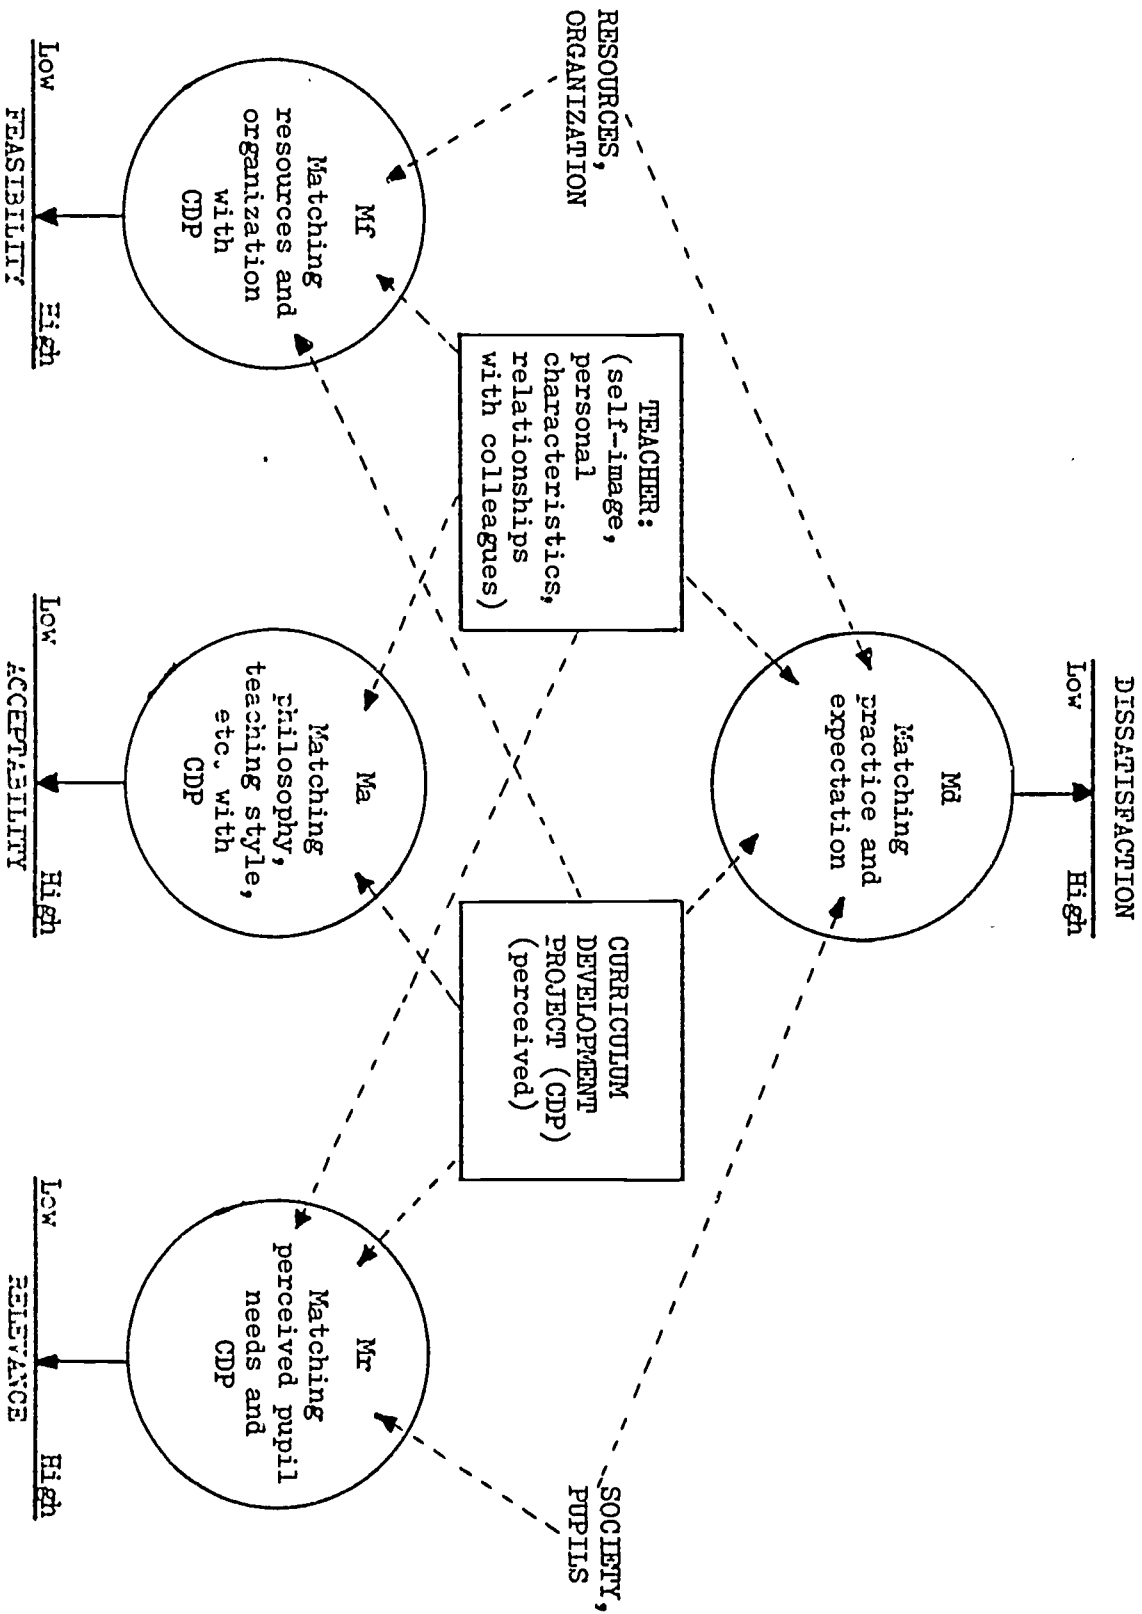 DISSATISFACTION
Low High
Md
Matching
practice and
expectation
RESOURCES,
ORGANIZATION
SOCIETY,
PUPILS
TEACHER:
(self-image,
personal
characteristics,
relationships
with colleagues)
CURRICULUM
DEVELOPMENT
PROJECT (CDP)
(perceived)
Mf
Matching
resources and
organization
with
CDP
Ma
Matching
philosophy,
teaching style,
etc. with
CDP
Mr
Matching
perceived pupil
needs and
CDP
Low High
FEASIBILITY
Low High
ACCEPTABILITY
Low High
RELEVANCE